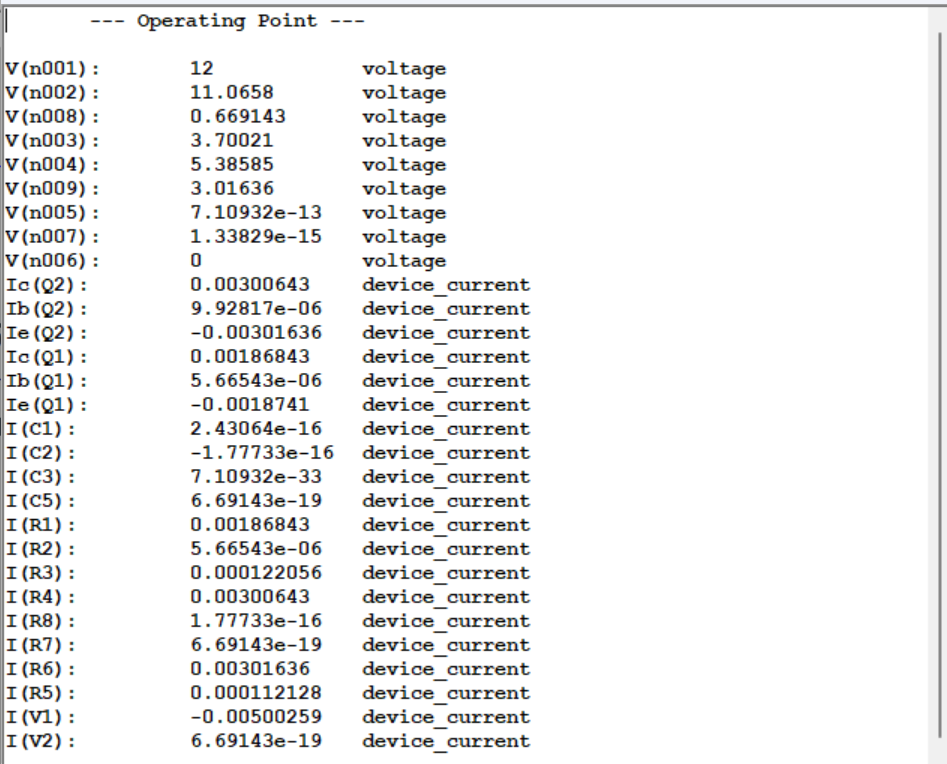 --- Operating Point ---
V(n001): 12 voltage
V(n002): 11.0658 voltage
V(n008): 0.669143 voltage
V(n003): 3.70021 voltage
V(n004): 5.38585 voltage
V(n009): 3.01636 voltage
V(n005): 7.10932e-13 voltage
V(n007): 1.33829e-15 voltage
V(n006): 0 voltage
Ic(Q2): 0.00300643 device_current
Ib(Q2): 9.92817e-06 device_current
Ie(Q2): -0.00301636 device_current
Ic(Q1): 0.00186843 device_current
Ib(Q1): 5.66543e-06 device_current
Ie(Q1): -0.0018741 device_current
I(C1): 2.43064e-16 device_current
I(C2): -1.77733e-16 device_current
I(C3): 7.10932e-33 device_current
I(C5): 6.69143e-19 device_current
I(R1): 0.00186843 device_current
I(R2): 5.66543e-06 device_current
I(R3): 0.000122056 device_current
I(R4): 0.00300643 device_current
I(R8): 1.77733e-16 device_current
I(R7): 6.69143e-19 device_current
I(R6): 0.00301636 device_current
I(R5): 0.000112128 device_current
I(V1): -0.00500259 device_current
I(V2): 6.69143e-19 device_current